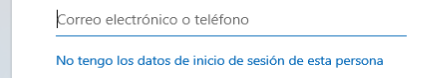 Correo electrónico o teléfono
No tengo los datos de inicio de sesión de esta persona